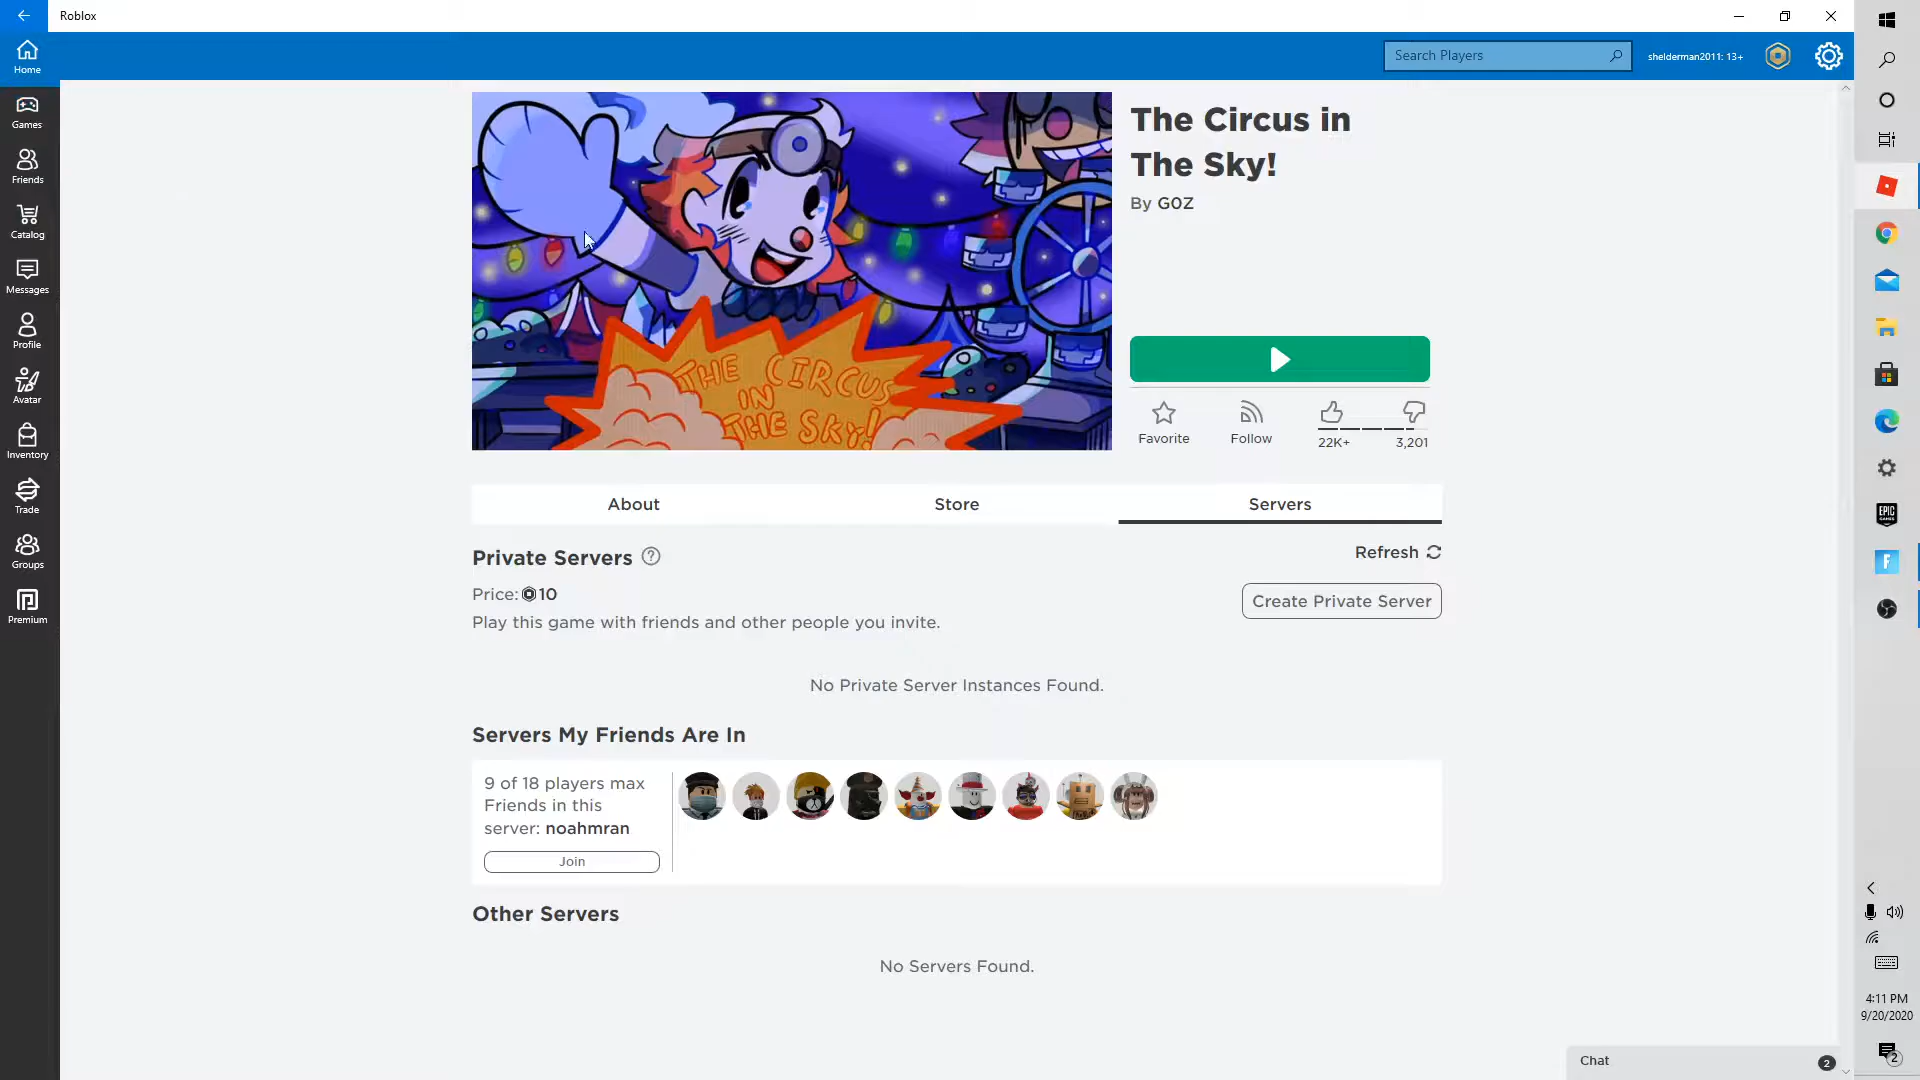 Roblox
Home
Search Players
shelderman2011: 13+
Games
Friends
Catalog
Messages
Profile
Avatar
Inventory
Trade
Groups
Premium
THE CIRCUS
IN
THE SKY!
The Circus in
The Sky!
By G0Z
Favorite
Follow
22K+
3,201
About
Store
Servers
Private Servers ?
Refresh
Price: 10
Create Private Server
Play this game with friends and other people you invite.
No Private Server Instances Found.
Servers My Friends Are In
9 of 18 players max
Friends in this
server: noahmran
Join
Other Servers
No Servers Found.
Chat
2
EPIC
GAMES
F
4:11 PM
9/20/2020
2